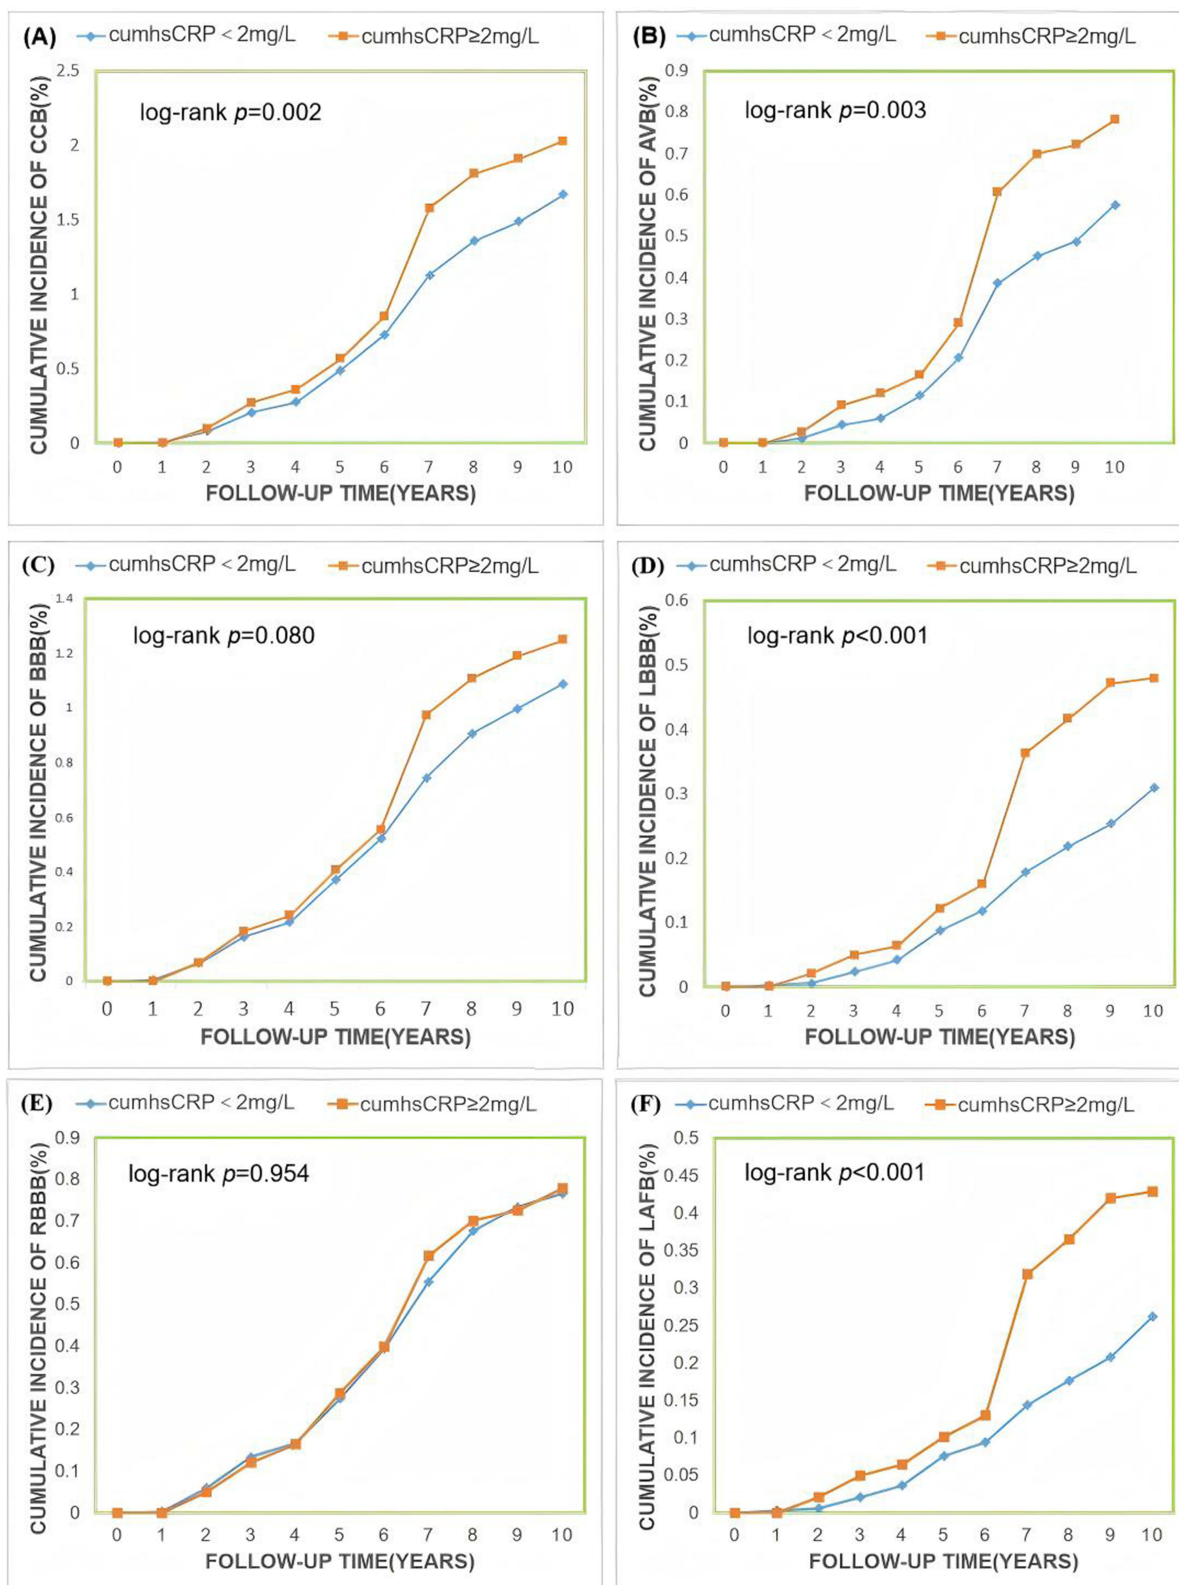 (A) cumhsCRP < 2mg/L cumhsCRP≥2mg/L
log-rank p=0.002
CUMULATIVE INCIDENCE OF CCB(%)
2.5
2
1.5
1
0.5
0
0 1 2 3 4 5 6 7 8 9 10
FOLLOW-UP TIME(YEARS)
(B) cumhsCRP < 2mg/L cumhsCRP≥2mg/L
log-rank p=0.003
CUMULATIVE INCIDENCE OF AVB(%)
0.9
0.8
0.7
0.6
0.5
0.4
0.3
0.2
0.1
0
0 1 2 3 4 5 6 7 8 9 10
FOLLOW-UP TIME(YEARS)
(C) cumhsCRP < 2mg/L cumhsCRP≥2mg/L
log-rank p=0.080
CUMULATIVE INCIDENCE OF BBB(%)
1.4
1.2
1
0.8
0.6
0.4
0.2
0
0 1 2 3 4 5 6 7 8 9 10
FOLLOW-UP TIME(YEARS)
(D) cumhsCRP < 2mg/L cumhsCRP≥2mg/L
log-rank p<0.001
CUMULATIVE INCIDENCE OF LBBB(%)
0.6
0.5
0.4
0.3
0.2
0.1
0
0 1 2 3 4 5 6 7 8 9 10
FOLLOW-UP TIME(YEARS)
(E) cumhsCRP < 2mg/L cumhsCRP≥2mg/L
log-rank p=0.954
CUMULATIVE INCIDENCE OF RBBB(%)
0.9
0.8
0.7
0.6
0.5
0.4
0.3
0.2
0.1
0
0 1 2 3 4 5 6 7 8 9 10
FOLLOW-UP TIME(YEARS)
(F) cumhsCRP < 2mg/L cumhsCRP≥2mg/L
log-rank p<0.001
CUMULATIVE INCIDENCE OF LAFB(%)
0.5
0.45
0.4
0.35
0.3
0.25
0.2
0.15
0.1
0.05
0
0 1 2 3 4 5 6 7 8 9 10
FOLLOW-UP TIME(YEARS)